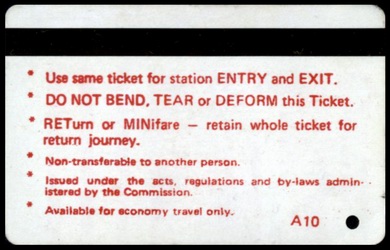 * Use same ticket for station ENTRY and EXIT.
* DO NOT BEND, TEAR or DEFORM this Ticket.
* RETurn or MINifare — retain whole ticket for
return journey.
* Non-transferable to another person.
* Issued under the acts, regulations and by-laws admin-
istered by the Commission.
* Available for economy travel only.
A10